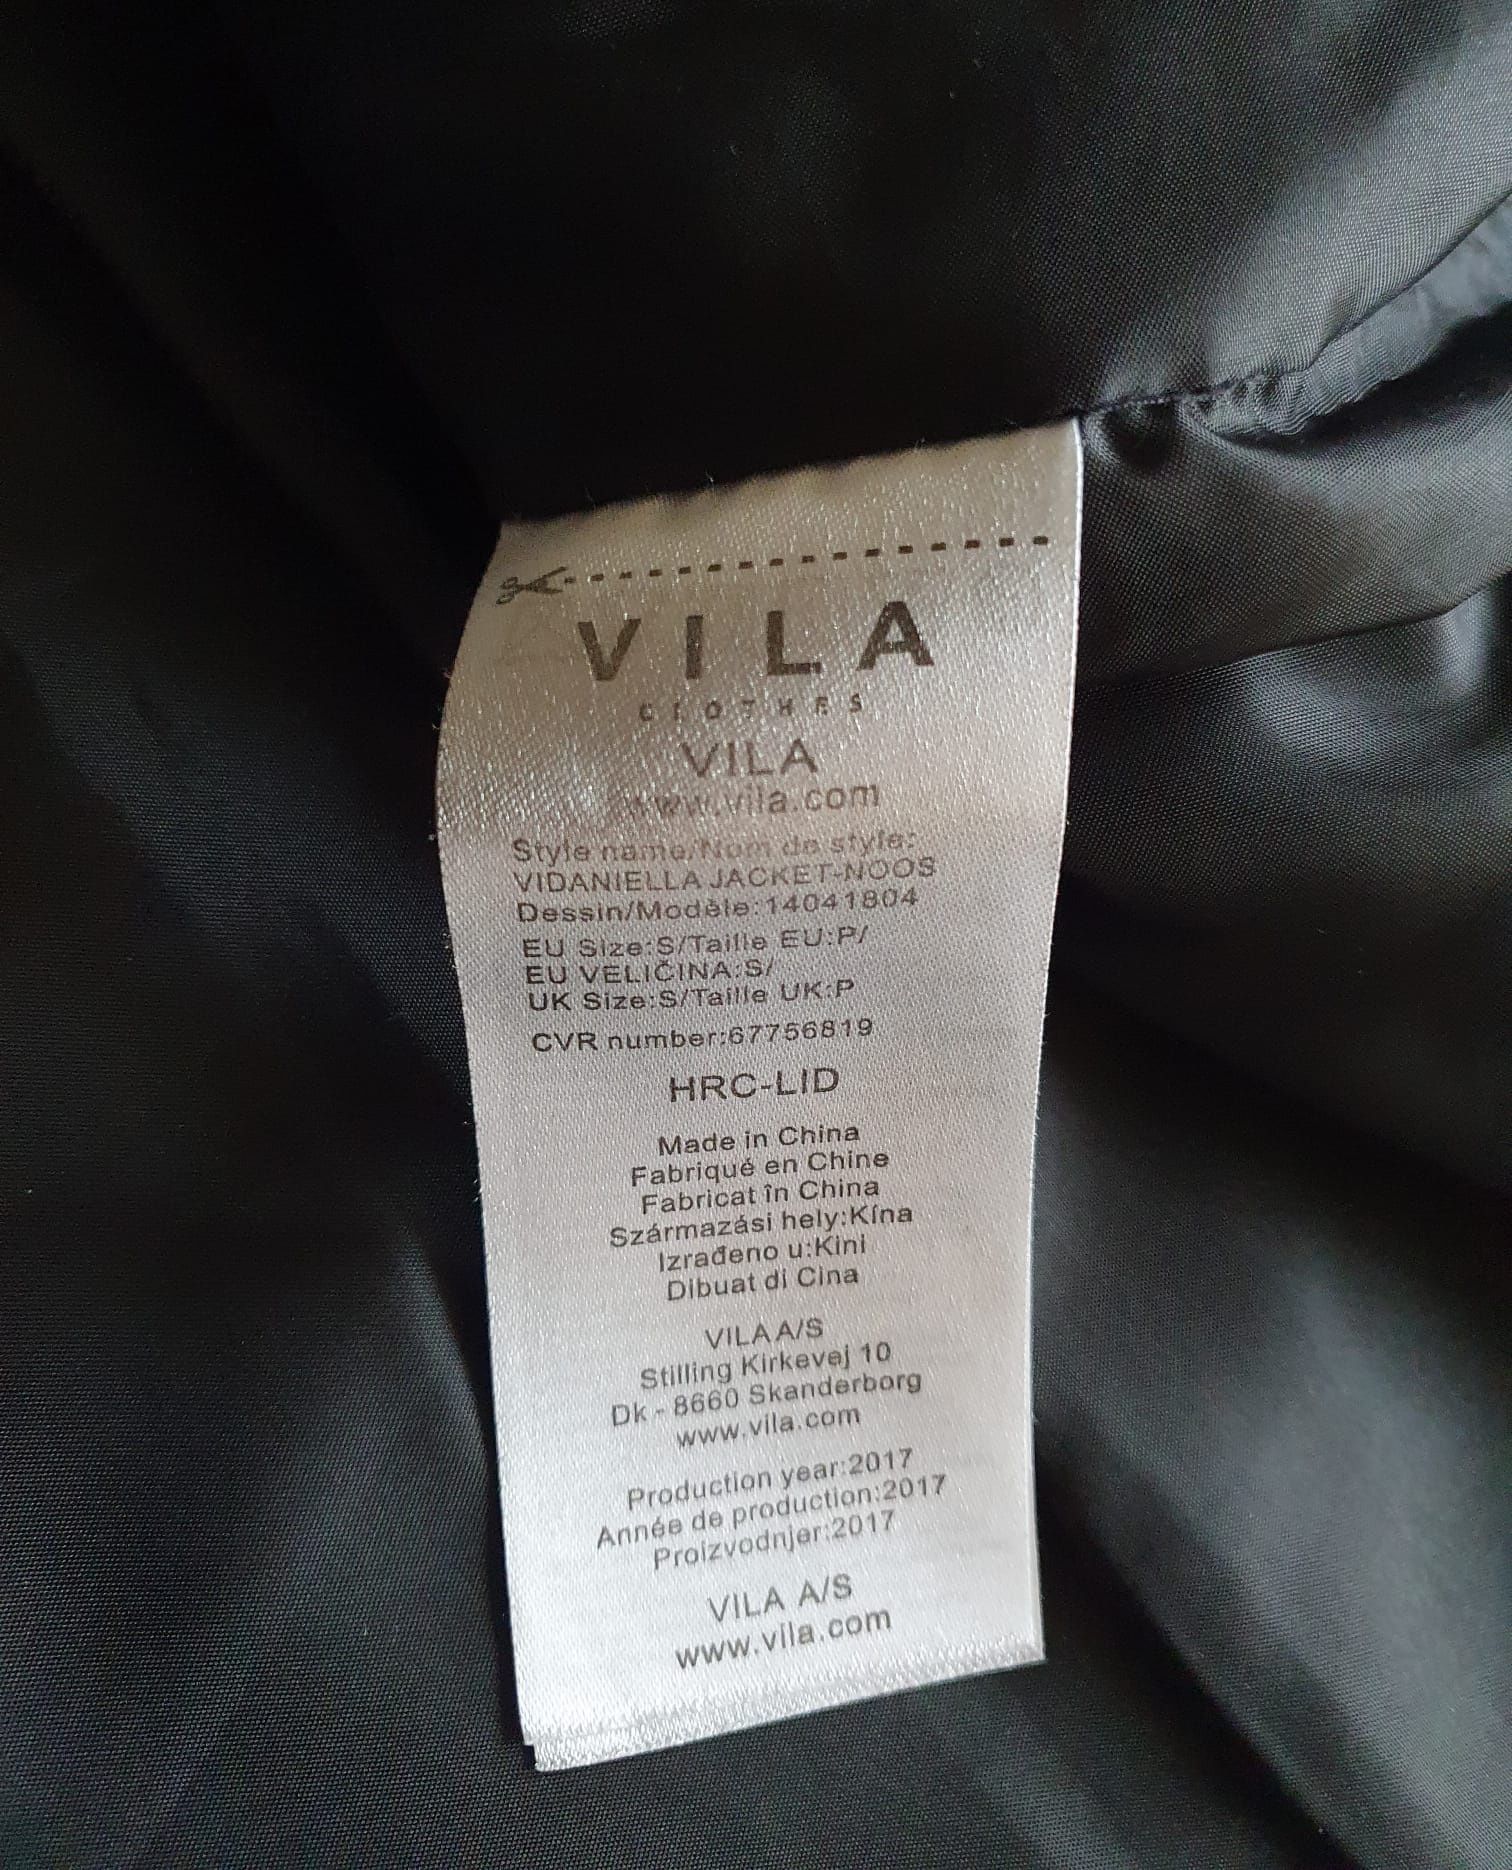 VILA
CLOTHES
VILA
www.vila.com
Style name/Nom de style:
VIDANIELLA JACKET-NOOS
Dessin/Modèle:14041804
EU Size:S/Taille EU:P/
EU VELIČINA:S/
UK Size:S/Taille UK:P
CVR number:67756819
HRC-LID
Made in China
Fabriqué en Chine
Fabricat în China
Származási hely:Kína
Izrađeno u:Kini
Dibuat di Cina
VILA A/S
Stilling Kirkevej 10
Dk - 8660 Skanderborg
www.vila.com
Production year:2017
Année de production:2017
Proizvodnjer:2017
VILA A/S
www.vila.com